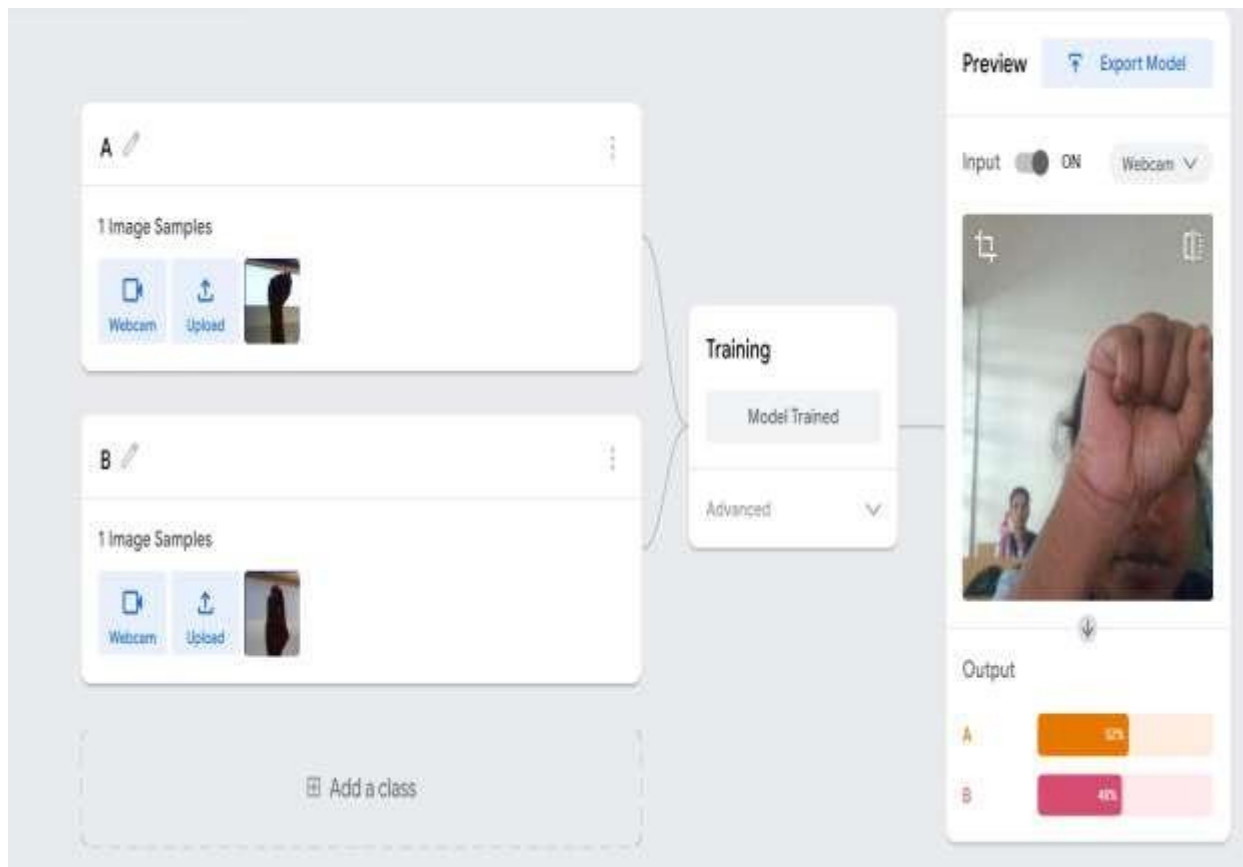 A
1 Image Samples
Webcam
Upload
B
1 Image Samples
Webcam
Upload
Add a class
Training
Model Trained
Advanced
Preview
Export Model
Input
ON
Webcam
Output
A
52%
B
48%